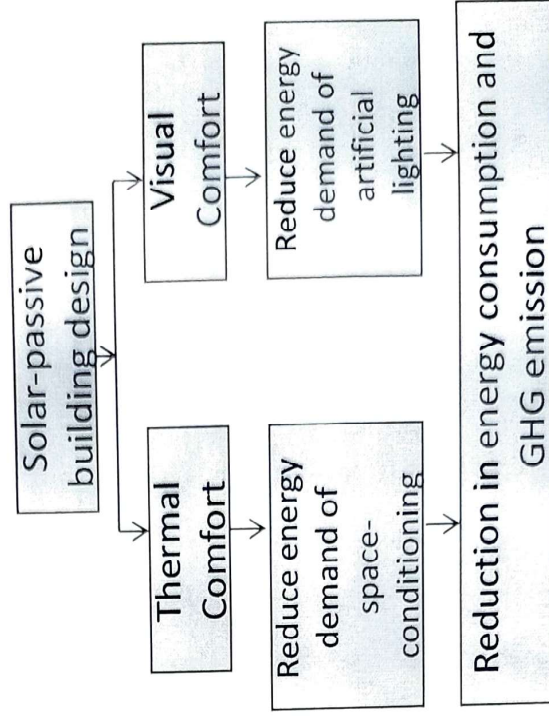 Solar-passive
building design
Thermal
Comfort
Visual
Comfort
Reduce energy
demand of
space-
conditioning
Reduce energy
demand of
artificial
lighting
Reduction in energy consumption and
GHG emission